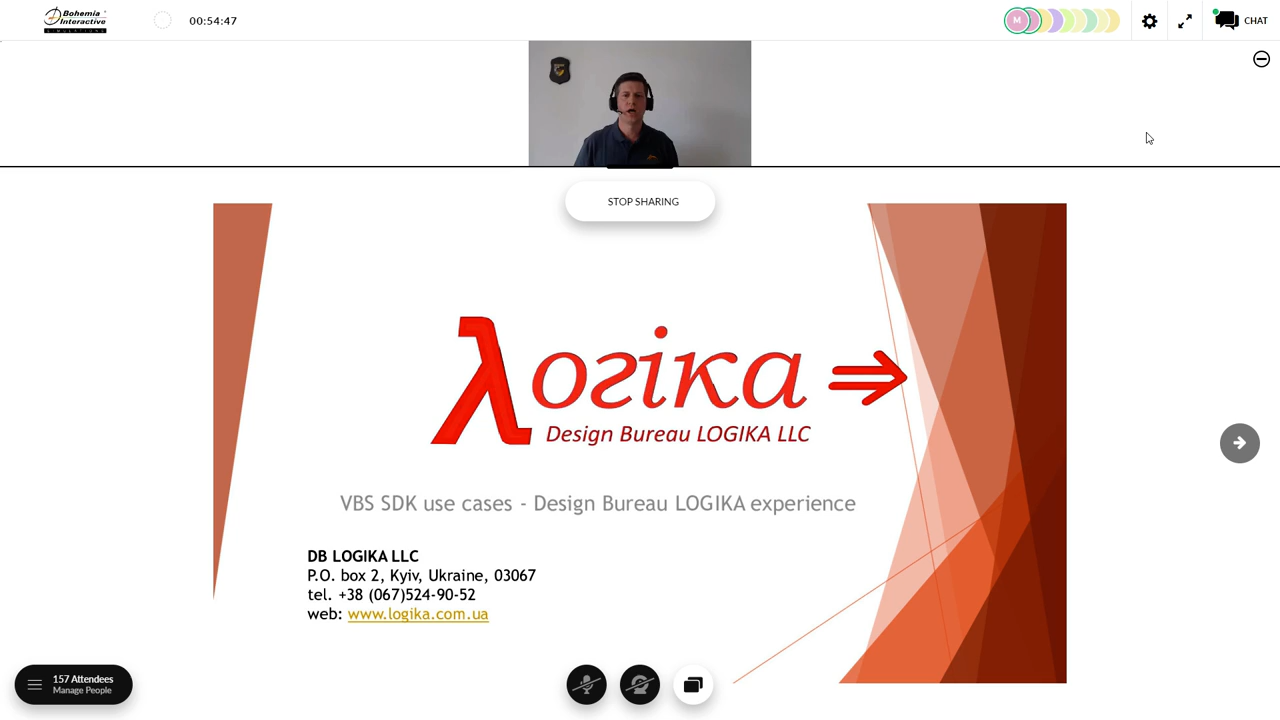 Bohemia
Interactive
SIMULATIONS
00:54:47
M
CHAT
STOP SHARING
λогіка ⇒
Design Bureau LOGIKA LLC
VBS SDK use cases - Design Bureau LOGIKA experience
DB LOGIKA LLC
P.O. box 2, Kyiv, Ukraine, 03067
tel. +38 (067)524-90-52
web: www.logika.com.ua
157 Attendees
Manage People